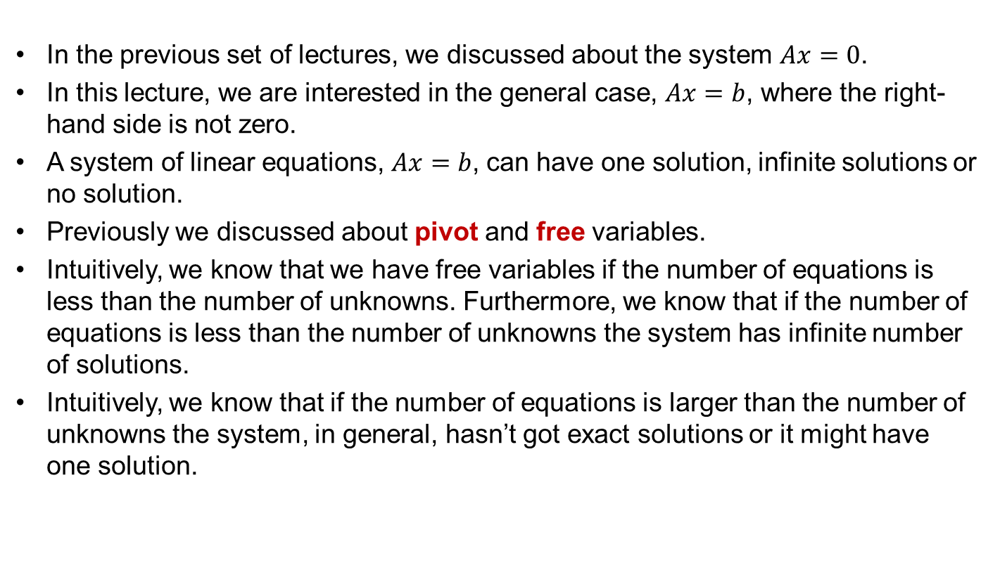 • In the previous set of lectures, we discussed about the system 𝐴𝑥 = 0.
• In this lecture, we are interested in the general case, 𝐴𝑥 = 𝑏, where the right-
hand side is not zero.
• A system of linear equations, 𝐴𝑥 = 𝑏, can have one solution, infinite solutions or
no solution.
• Previously we discussed about pivot and free variables.
• Intuitively, we know that we have free variables if the number of equations is
less than the number of unknowns. Furthermore, we know that if the number of
equations is less than the number of unknowns the system has infinite number
of solutions.
• Intuitively, we know that if the number of equations is larger than the number of
unknowns the system, in general, hasn’t got exact solutions or it might have
one solution.